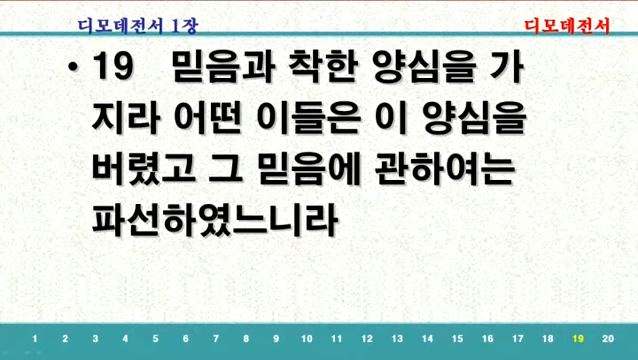 디모데전서 1장
디모데전서
• 19 믿음과 착한 양심을 가
지라 어떤 이들은 이 양심을
버렸고 그 믿음에 관하여는
파선하였느니라
1 2 3 4 5 6 7 8 9 10 11 12 13 14 15 16 17 18 19 20